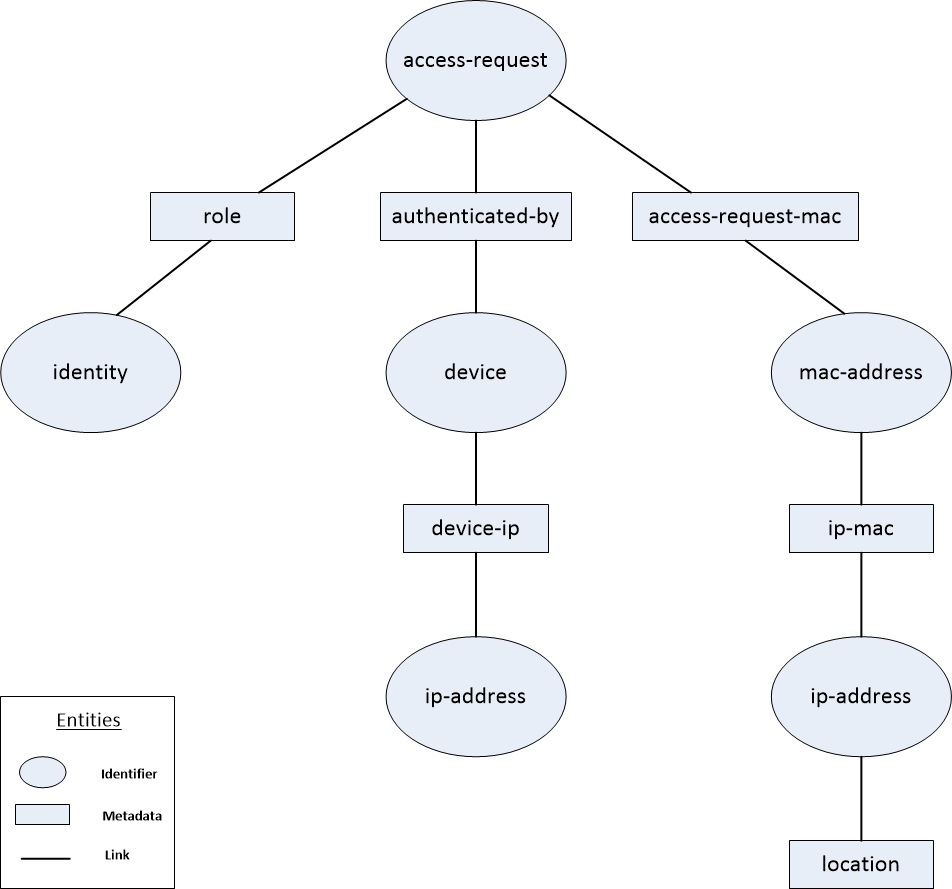 access-request
role
authenticated-by
access-request-mac
identity
device
mac-address
device-ip
ip-mac
ip-address
ip-address
location
Entities
Identifier
Metadata
Link